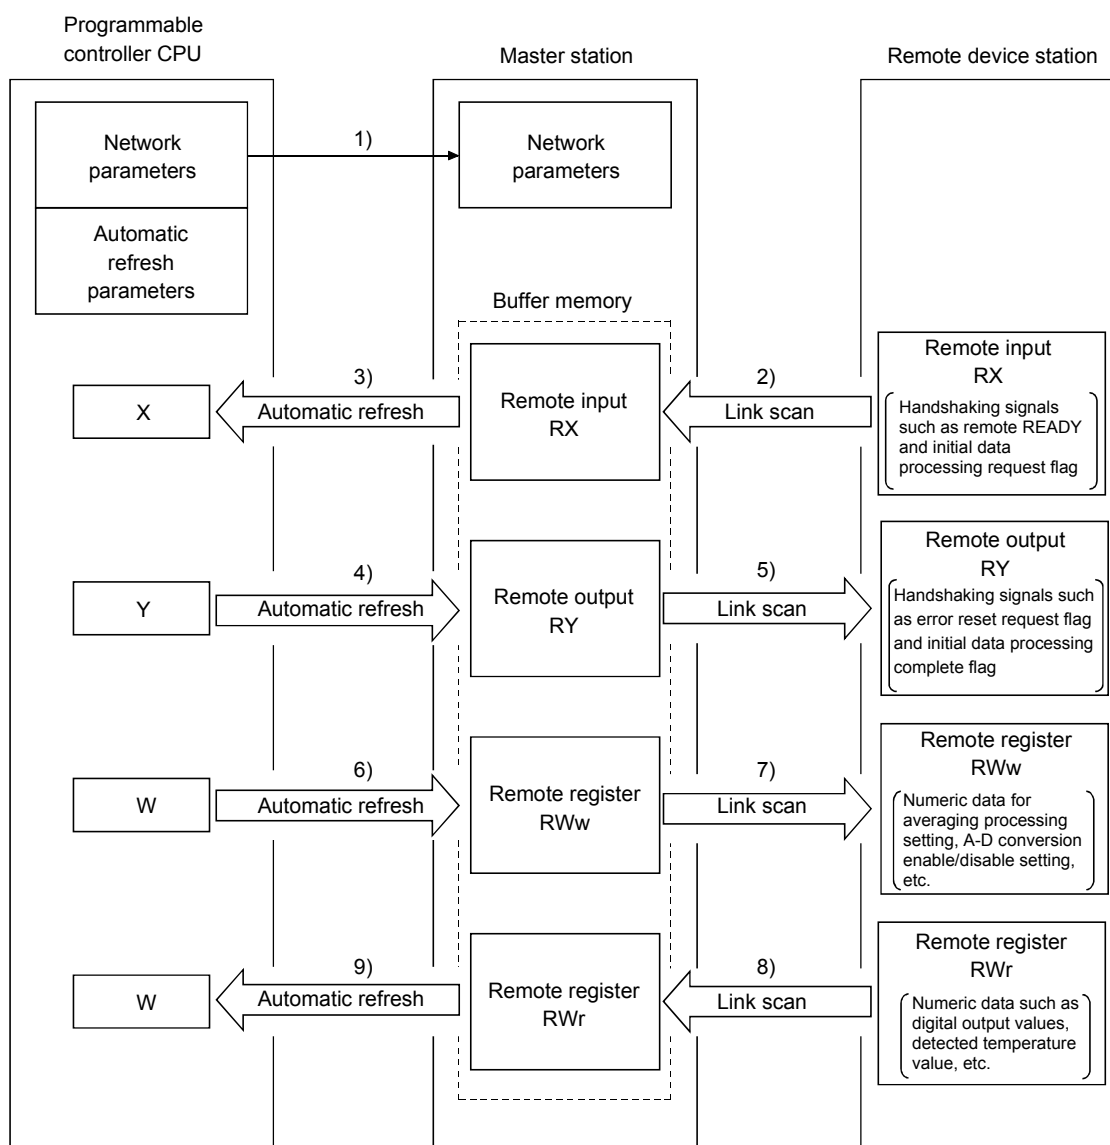 Programmable
controller CPU
Master station
Remote device station
Network
parameters
1)
Network
parameters
Automatic
refresh
parameters
Buffer memory
X
3)
Automatic refresh
Remote input
RX
2)
Link scan
Remote input
RX
Handshaking signals
such as remote READY
and initial data
processing request flag
Y
4)
Automatic refresh
Remote output
RY
5)
Link scan
Remote output
RY
Handshaking signals such
as error reset request flag
and initial data processing
complete flag
W
6)
Automatic refresh
Remote register
RWw
7)
Link scan
Remote register
RWw
Numeric data for
averaging processing
setting, A-D conversion
enable/disable setting,
etc.
W
9)
Automatic refresh
Remote register
RWr
8)
Link scan
Remote register
RWr
Numeric data such as
digital output values,
detected temperature
value, etc.